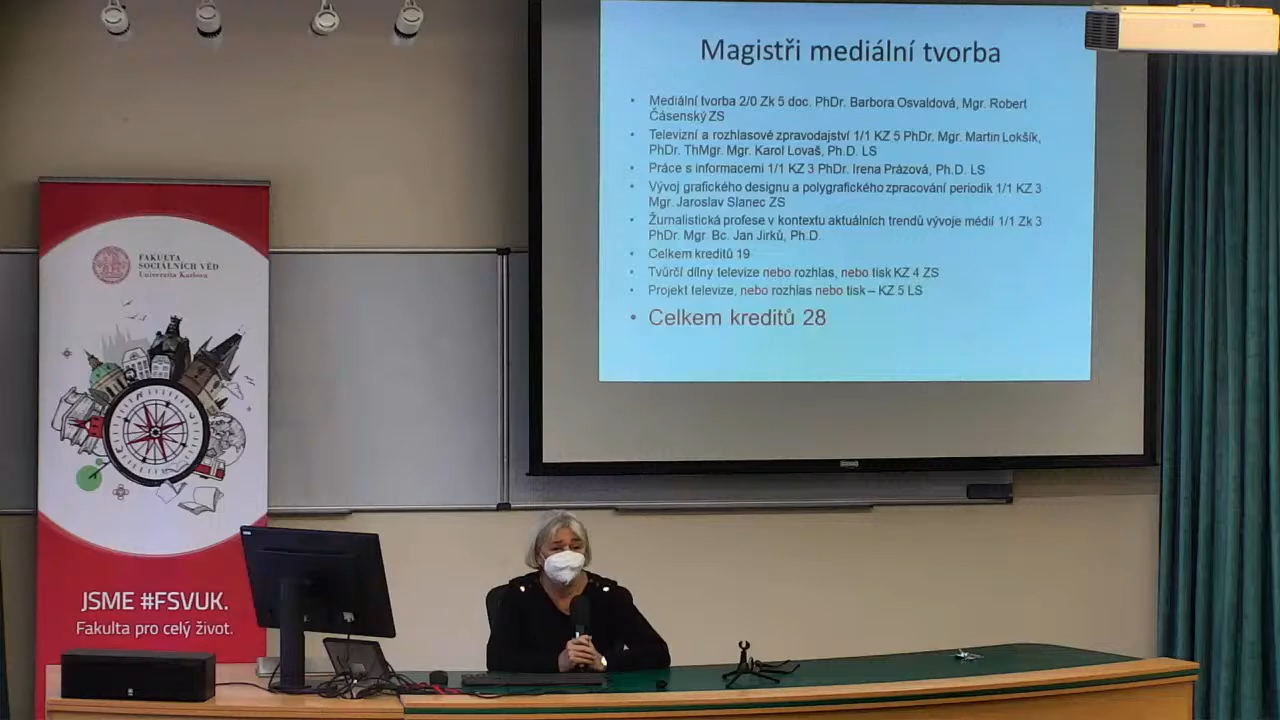 Magistři mediální tvorba
• Mediální tvorba 2/0 Zk 5 doc. PhDr. Barbora Osvaldová, Mgr. Robert
Čásenský ZS
• Televizní a rozhlasové zpravodajství 1/1 KZ 5 PhDr. Mgr. Martin Lokšík,
PhDr. ThMgr. Mgr. Karol Lovaš, Ph.D. LS
• Práce s informacemi 1/1 KZ 3 PhDr. Irena Prázová, Ph.D. LS
• Vývoj grafického designu a polygrafického zpracování periodik 1/1 KZ 3
Mgr. Jaroslav Slanec ZS
• Žurnalistická profese v kontextu aktuálních trendů vývoje médií 1/1 Zk 3
PhDr. Mgr. Bc. Jan Jirků, Ph.D.
• Celkem kreditů 19
• Tvůrčí dílny televize nebo rozhlas, nebo tisk KZ 4 ZS
• Projekt televize, nebo rozhlas nebo tisk – KZ 5 LS
• Celkem kreditů 28
FAKULTA
SOCIÁLNÍCH VĚD
Univerzita Karlova
JSME #FSVUK.
Fakulta pro celý život.